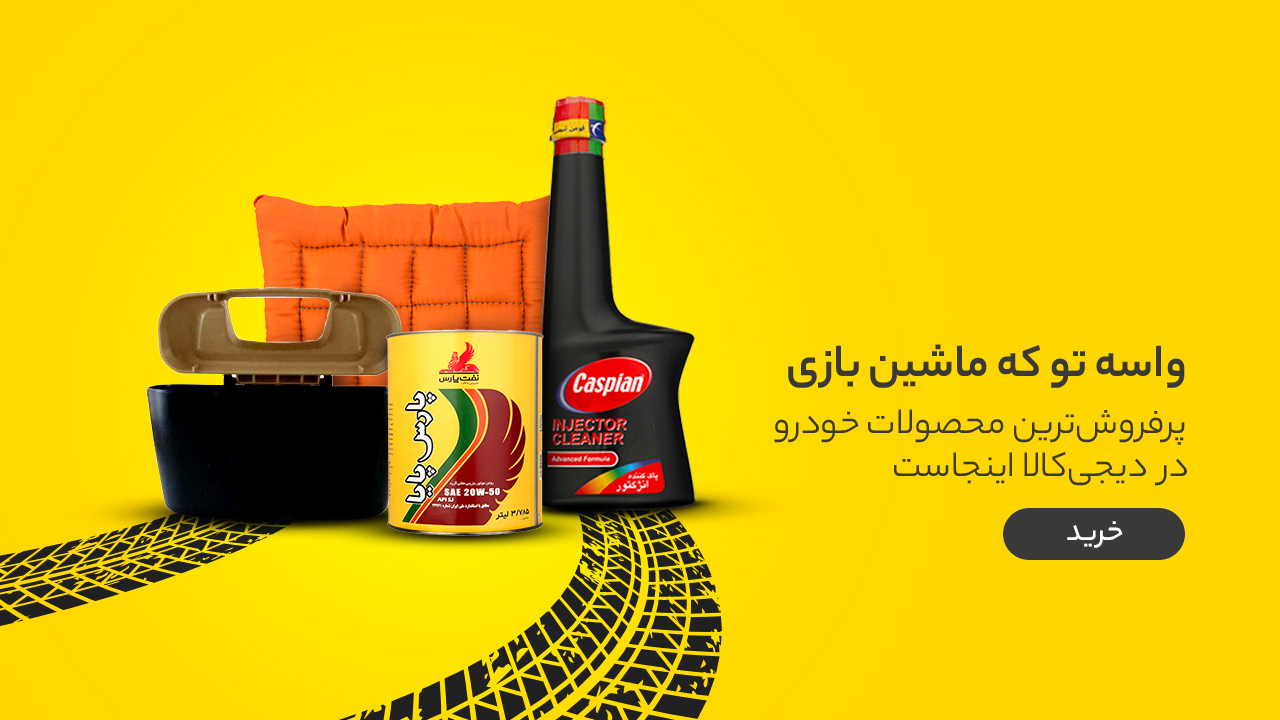 واسه تو که ماشین بازی
پرفروش‌ترین محصولات خودرو
در دیجی‌کالا اینجاست
خرید
Caspian
INJECTOR
CLEANER
Advanced Formula
پاک کننده
انژکتور
نفت پارس
پارس پایا
SAE 20W-50
API SJ
۳/۷۸۵ لیتر